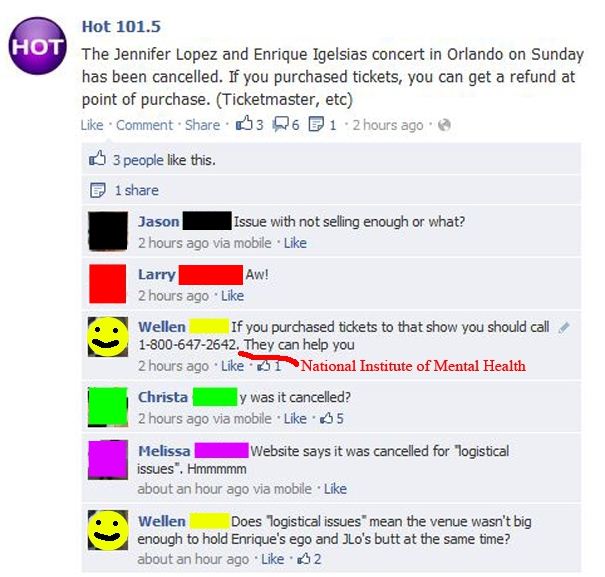 HOT
Hot 101.5
The Jennifer Lopez and Enrique Igelsias concert in Orlando on Sunday
has been cancelled. If you purchased tickets, you can get a refund at
point of purchase. (Ticketmaster, etc)
Like · Comment · Share · 3 6 1 · 2 hours ago ·
3 people like this.
1 share
Jason Issue with not selling enough or what?
2 hours ago via mobile · Like
Larry Aw!
2 hours ago · Like
Wellen If you purchased tickets to that show you should call
1-800-647-2642. They can help you
2 hours ago · Like · 1 National Institute of Mental Health
Christa y was it cancelled?
2 hours ago via mobile · Like · 5
Melissa Website says it was cancelled for "logistical
issues". Hmmmmm
about an hour ago via mobile · Like
Wellen Does "logistical issues" mean the venue wasn't big
enough to hold Enrique's ego and JLo's butt at the same time?
about an hour ago · Like · 2